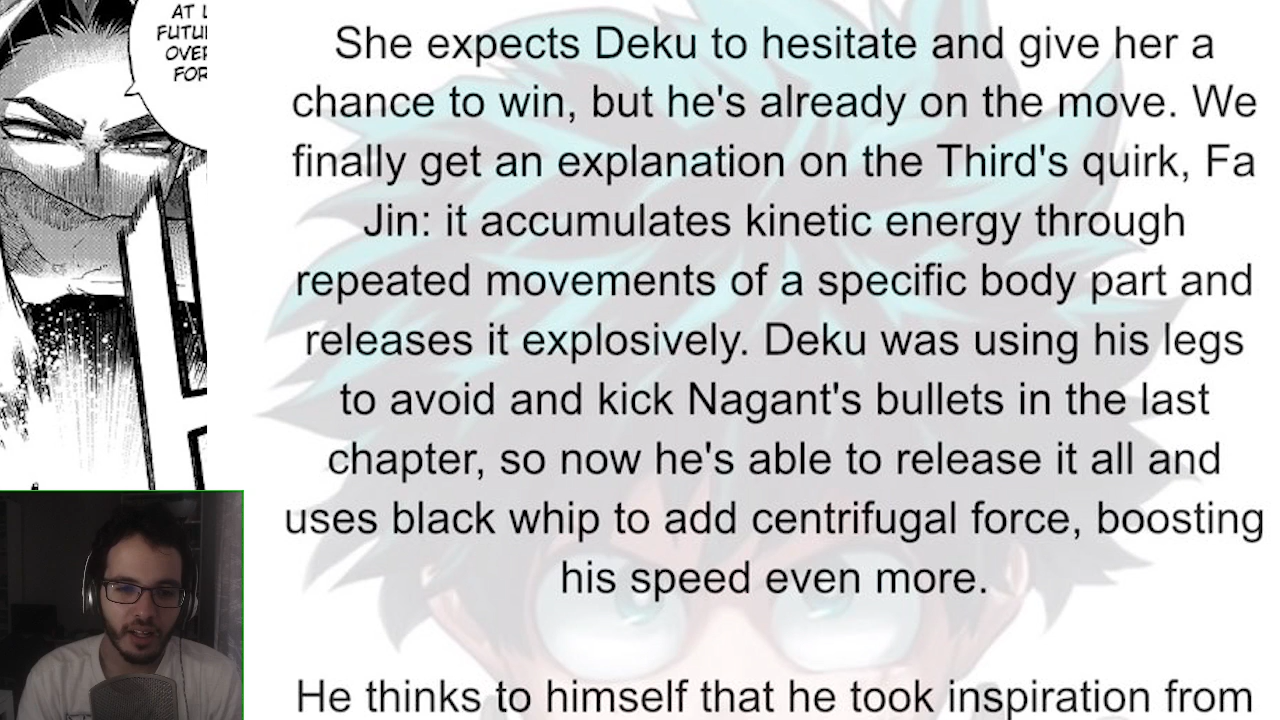 AT L
FUTU
OVER
FOR
She expects Deku to hesitate and give her a
chance to win, but he's already on the move. We
finally get an explanation on the Third's quirk, Fa
Jin: it accumulates kinetic energy through
repeated movements of a specific body part and
releases it explosively. Deku was using his legs
to avoid and kick Nagant's bullets in the last
chapter, so now he's able to release it all and
uses black whip to add centrifugal force, boosting
his speed even more.
He thinks to himself that he took inspiration from